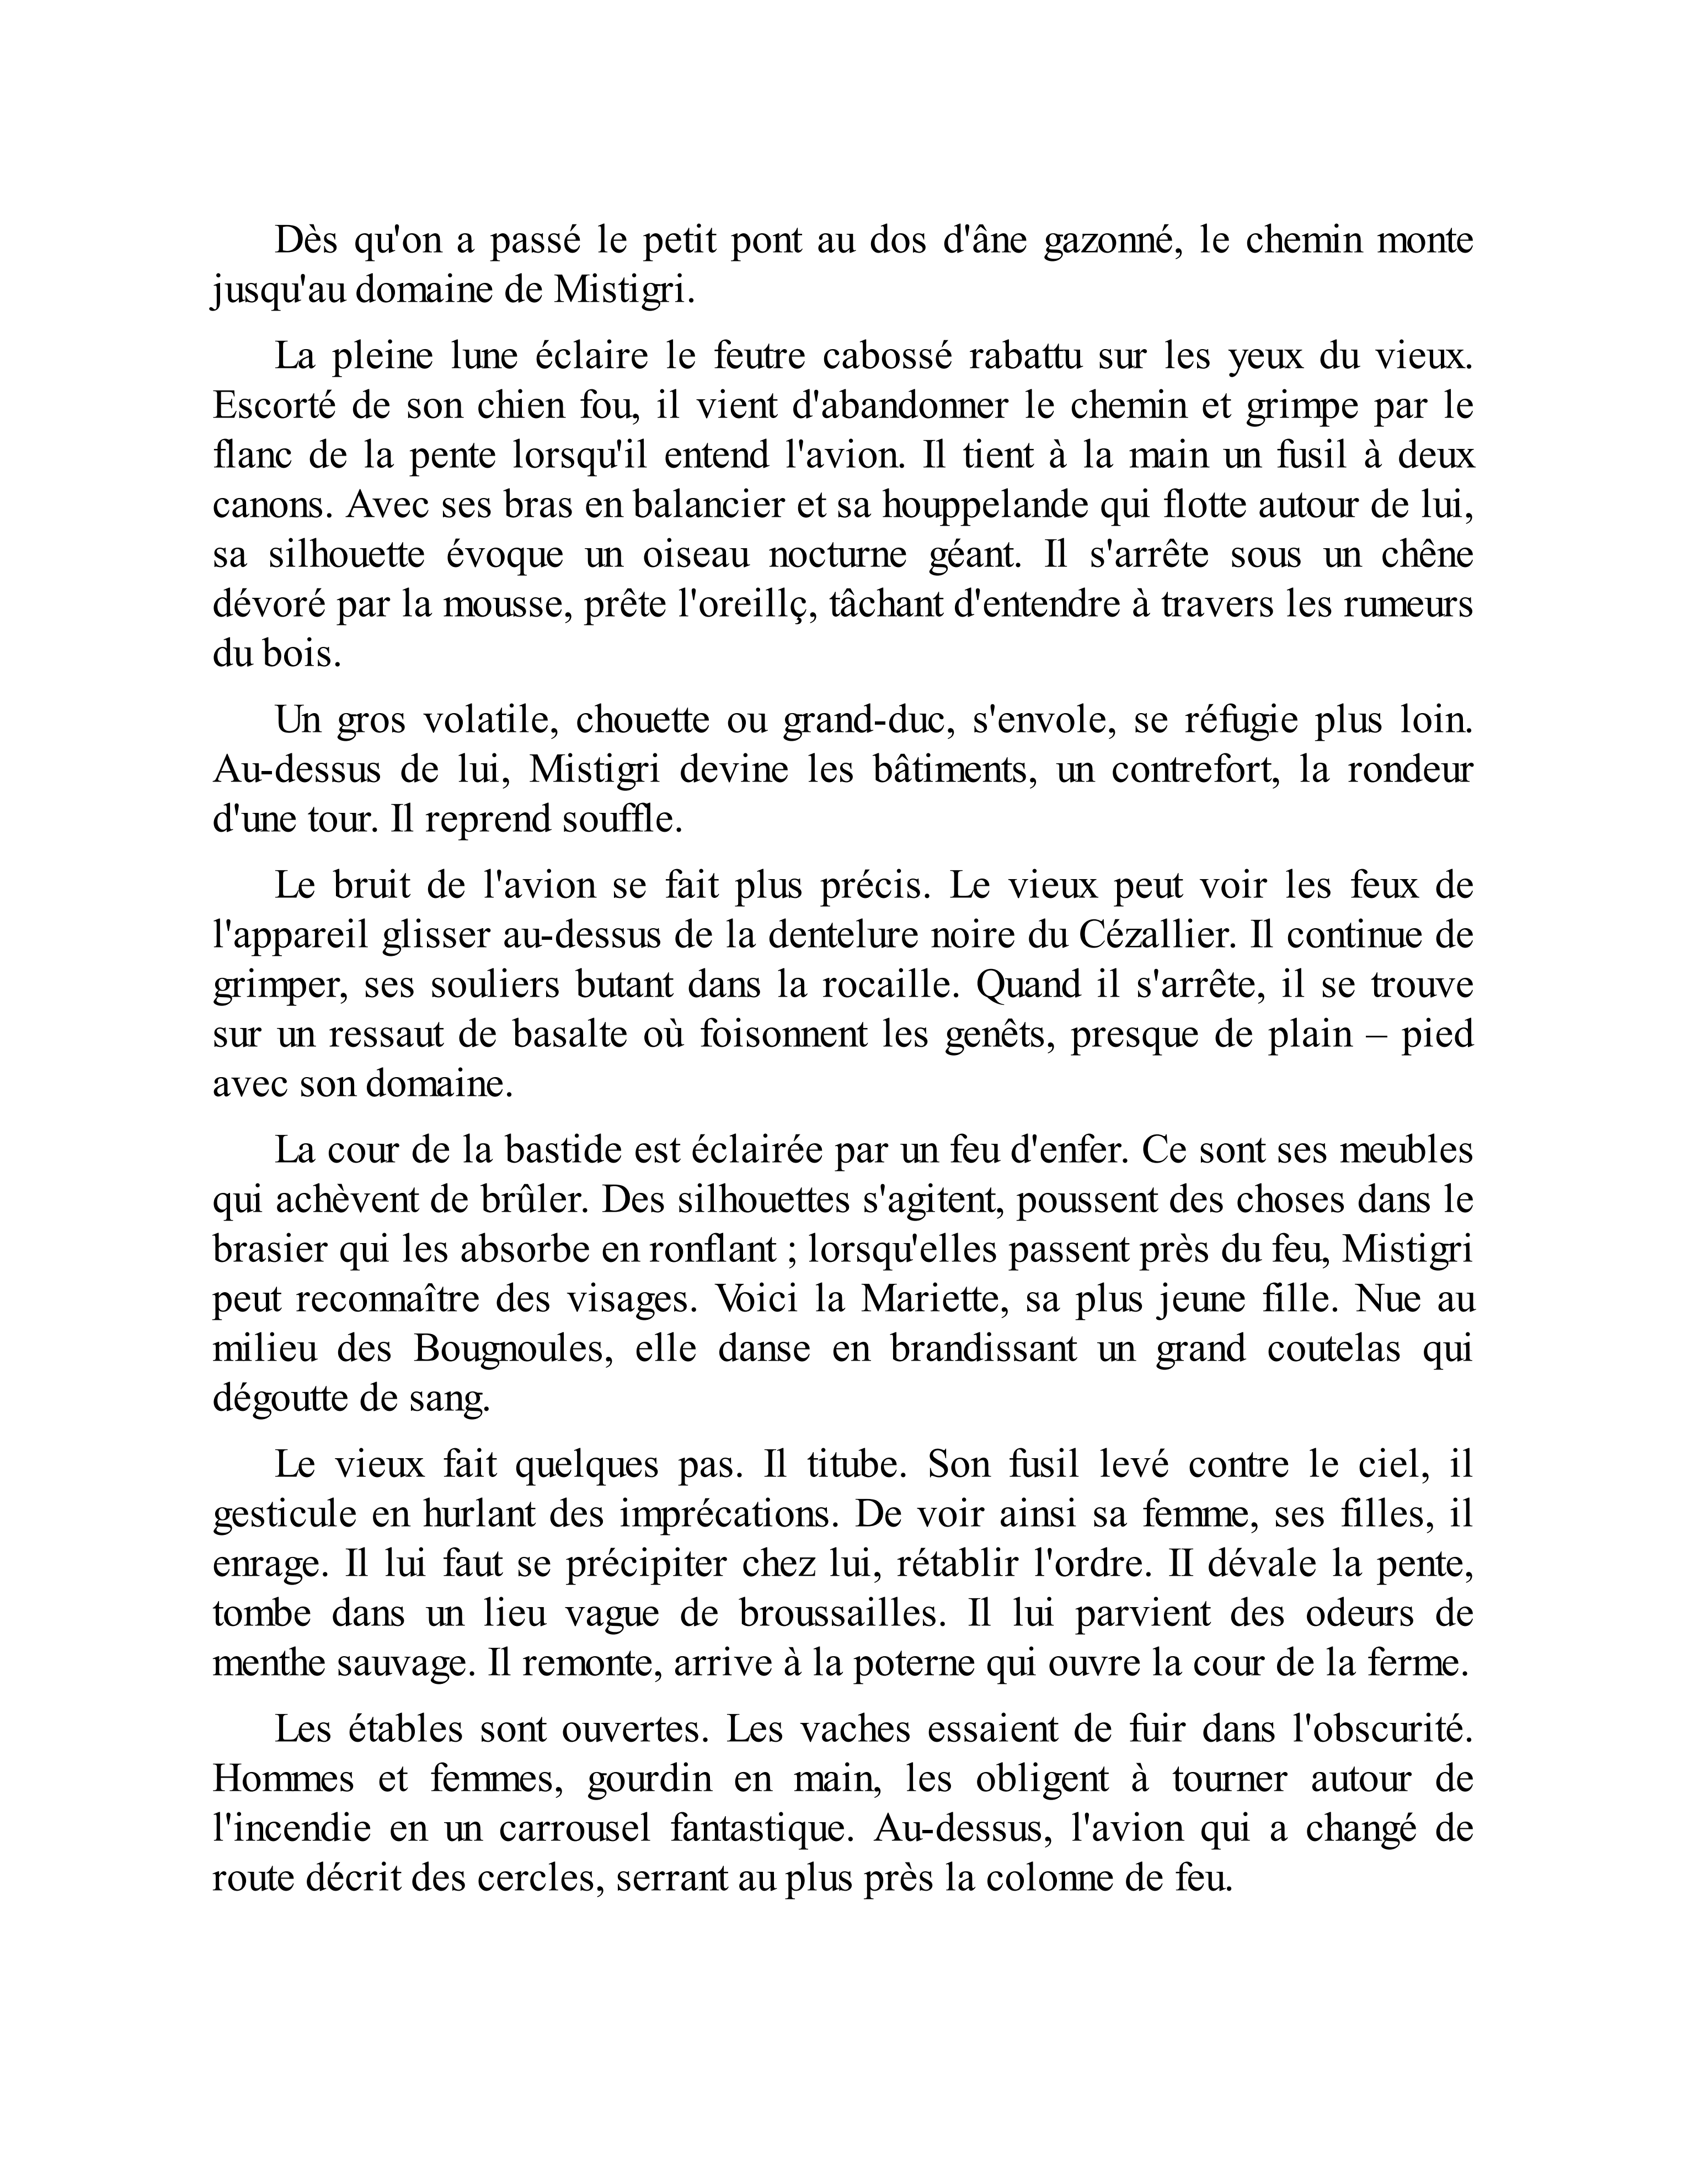 Dès qu'on a passé le petit pont au dos d'âne gazonné, le chemin monte
jusqu'au domaine de Mistigri.
La pleine lune éclaire le feutre cabossé rabattu sur les yeux du vieux.
Escorté de son chien fou, il vient d'abandonner le chemin et grimpe par le
flanc de la pente lorsqu'il entend l'avion. Il tient à la main un fusil à deux
canons. Avec ses bras en balancier et sa houppelande qui flotte autour de lui,
sa silhouette évoque un oiseau nocturne géant. Il s'arrête sous un chêne
dévoré par la mousse, prête l'oreillç, tâchant d'entendre à travers les rumeurs
du bois.
Un gros volatile, chouette ou grand-duc, s'envole, se réfugie plus loin.
Au-dessus de lui, Mistigri devine les bâtiments, un contrefort, la rondeur
d'une tour. Il reprend souffle.
Le bruit de l'avion se fait plus précis. Le vieux peut voir les feux de
l'appareil glisser au-dessus de la dentelure noire du Cézallier. Il continue de
grimper, ses souliers butant dans la rocaille. Quand il s'arrête, il se trouve
sur un ressaut de basalte où foisonnent les genêts, presque de plain – pied
avec son domaine.
La cour de la bastide est éclairée par un feu d'enfer. Ce sont ses meubles
qui achèvent de brûler. Des silhouettes s'agitent, poussent des choses dans le
brasier qui les absorbe en ronflant ; lorsqu'elles passent près du feu, Mistigri
peut reconnaître des visages. Voici la Mariette, sa plus jeune fille. Nue au
milieu des Bougnoules, elle danse en brandissant un grand coutelas qui
dégoutte de sang.
Le vieux fait quelques pas. Il titube. Son fusil levé contre le ciel, il
gesticule en hurlant des imprécations. De voir ainsi sa femme, ses filles, il
enrage. Il lui faut se précipiter chez lui, rétablir l'ordre. II dévale la pente,
tombe dans un lieu vague de broussailles. Il lui parvient des odeurs de
menthe sauvage. Il remonte, arrive à la poterne qui ouvre la cour de la ferme.
Les étables sont ouvertes. Les vaches essaient de fuir dans l'obscurité.
Hommes et femmes, gourdin en main, les obligent à tourner autour de
l'incendie en un carrousel fantastique. Au-dessus, l'avion qui a changé de
route décrit des cercles, serrant au plus près la colonne de feu.